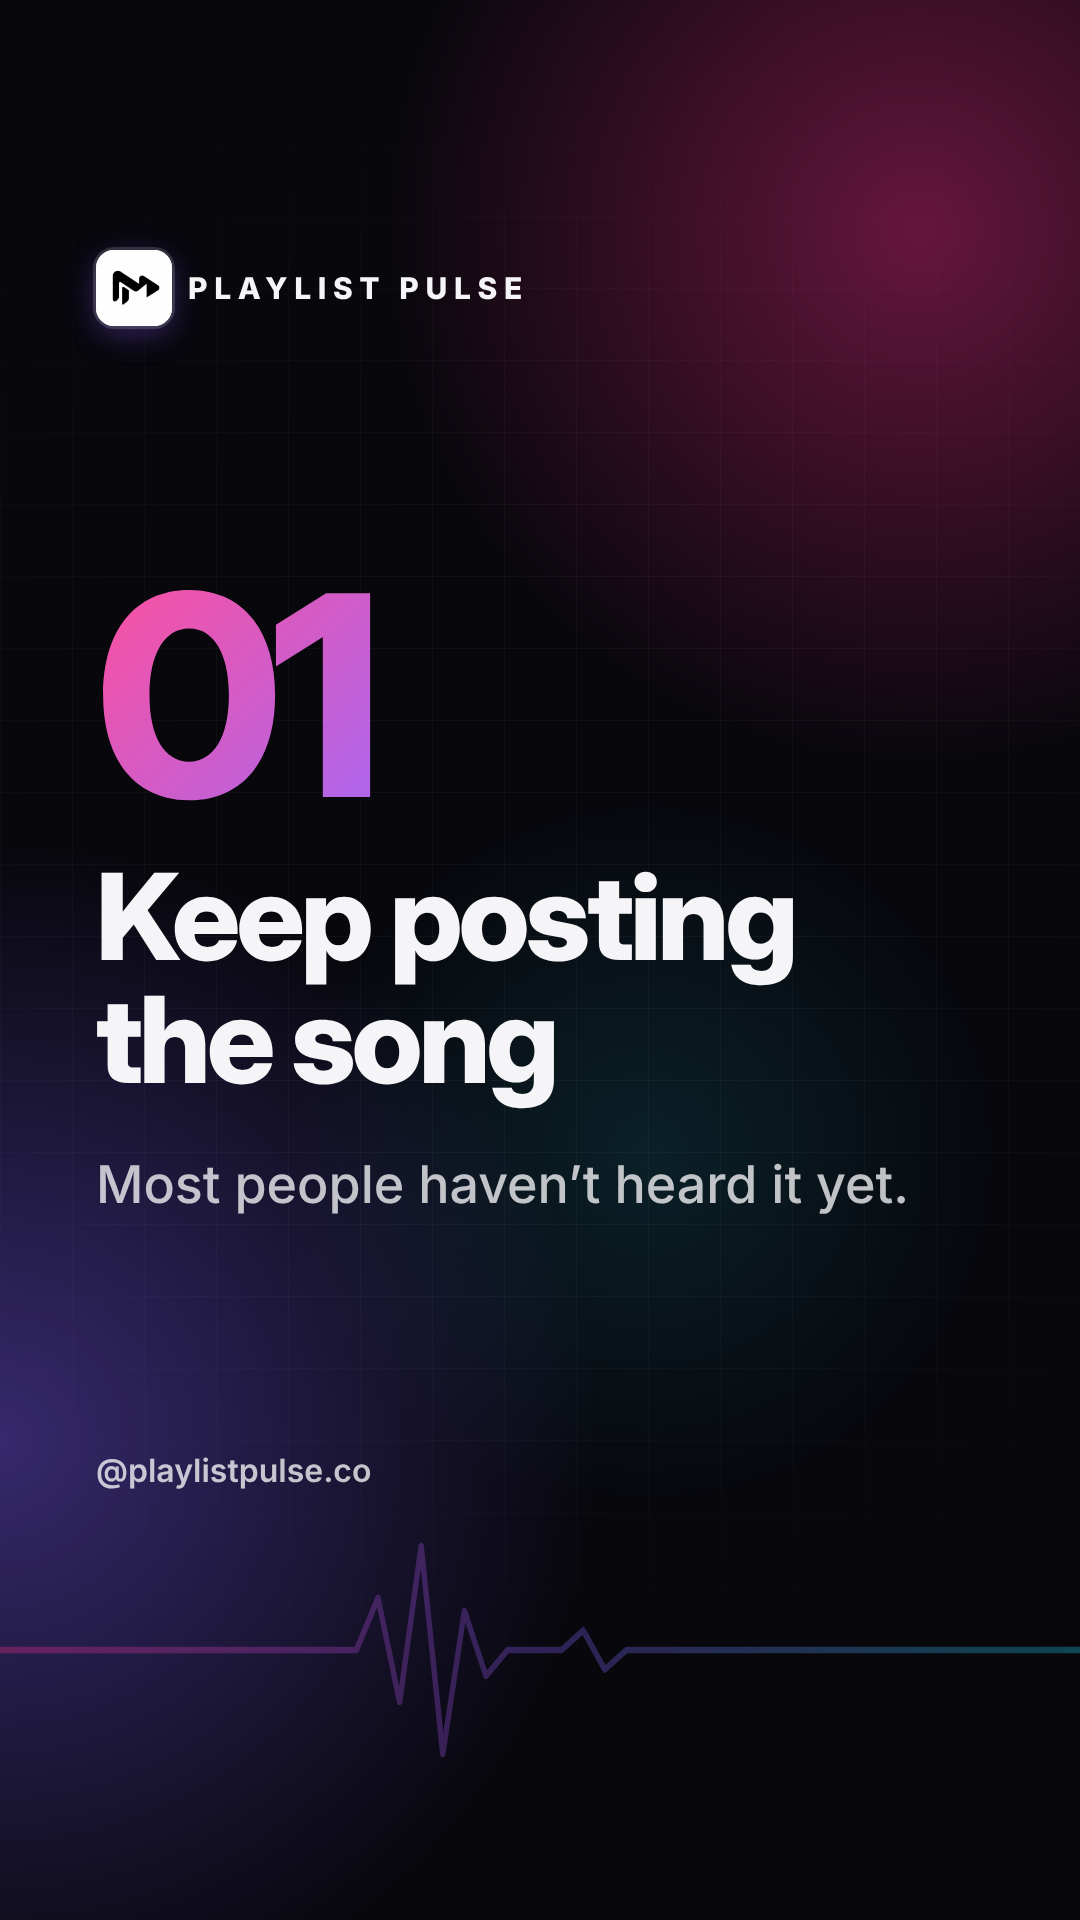 PLAYLIST PULSE
01
Keep posting
the song
Most people haven’t heard it yet.
@playlistpulse.co